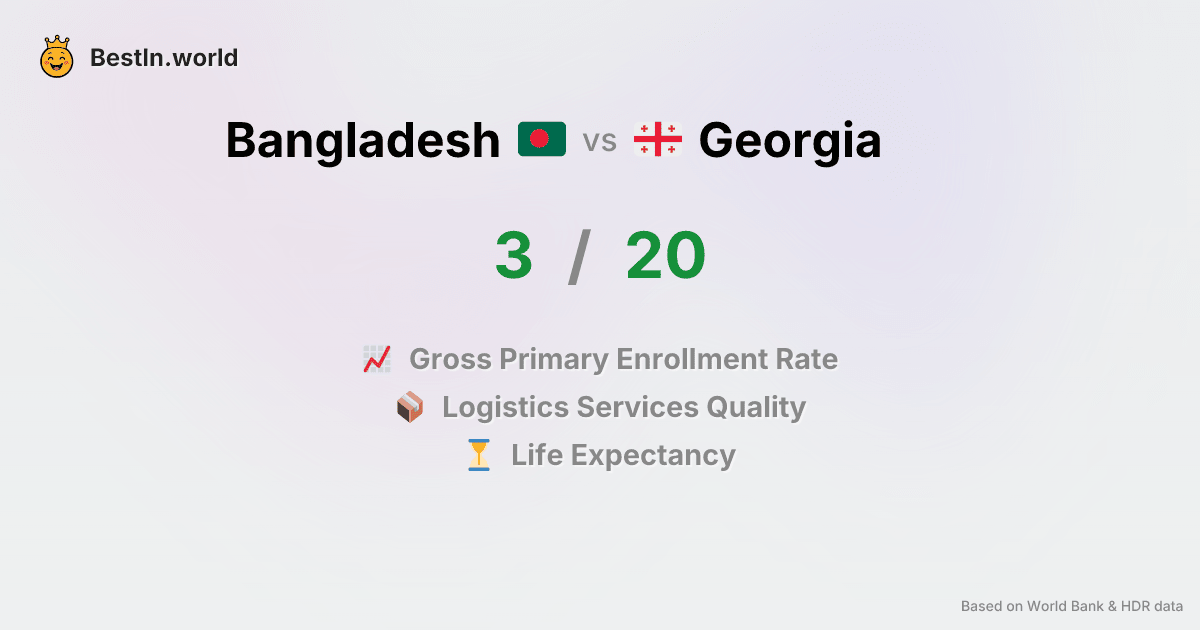 BestIn.world
Bangladesh vs Georgia
3 / 20
Gross Primary Enrollment Rate
Logistics Services Quality
Life Expectancy
Based on World Bank & HDR data